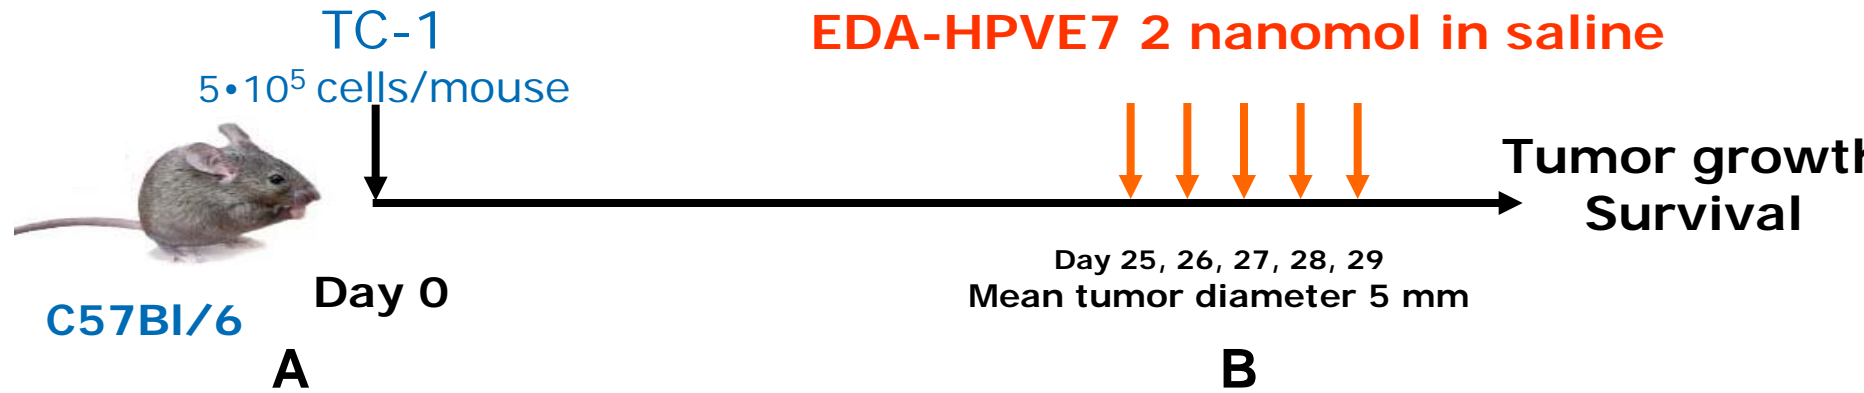 TC-1
5•10⁵ cells/mouse
EDA-HPVE7 2 nanomol in saline
Tumor growth
Survival
Day 25, 26, 27, 28, 29
Mean tumor diameter 5 mm
Day 0
C57Bl/6
A
B